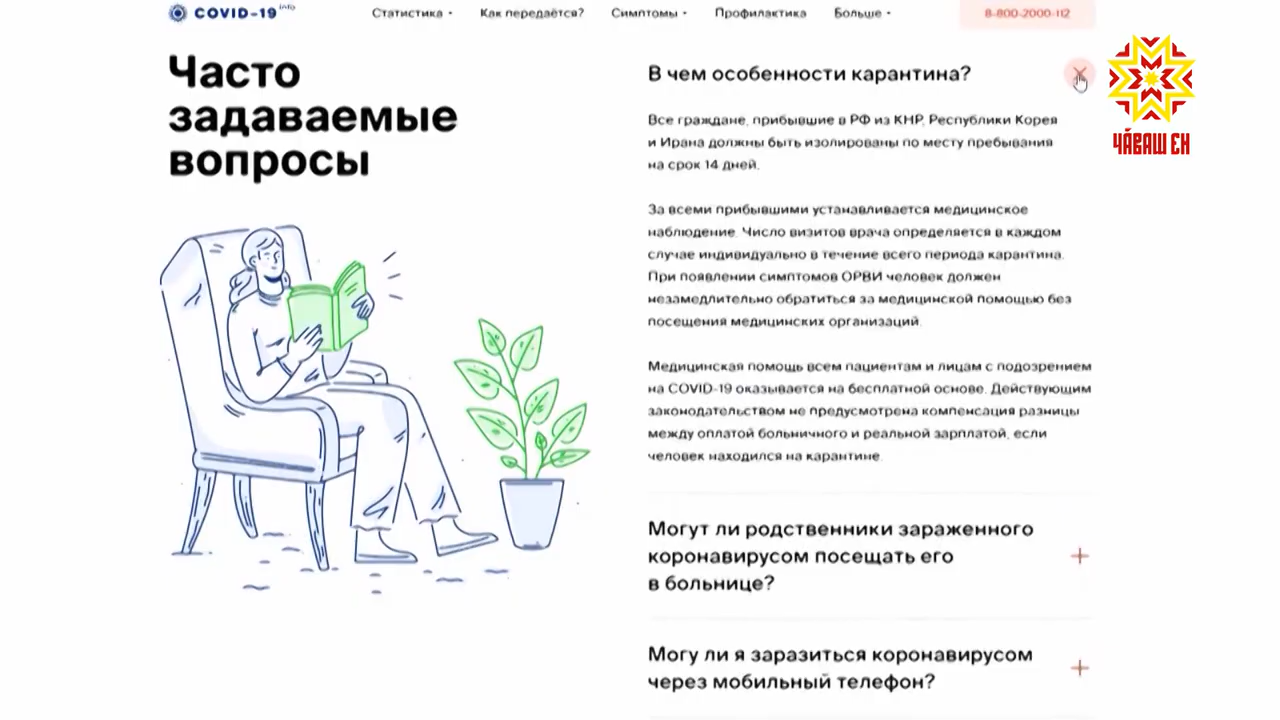 COVID-19 info
Статистика
Как передаётся?
Симптомы
Профилактика
Больше
8-800-2000-112
Часто
задаваемые
вопросы
В чем особенности карантина?
Все граждане, прибывшие в РФ из КНР, Республики Корея
и Ирана должны быть изолированы по месту пребывания
на срок 14 дней.
За всеми прибывшими устанавливается медицинское
наблюдение. Число визитов врача определяется в каждом
случае индивидуально в течение всего периода карантина.
При появлении симптомов ОРВИ человек должен
незамедлительно обратиться за медицинской помощью без
посещения медицинских организаций.
Медицинская помощь всем пациентам и лицам с подозрением
на COVID-19 оказывается на бесплатной основе. Действующим
законодательством не предусмотрена компенсация разницы
между оплатой больничного и реальной зарплатой, если
человек находился на карантине.
Могут ли родственники зараженного
коронавирусом посещать его
в больнице?
Могу ли я заразиться коронавирусом
через мобильный телефон?
ЧӐВАШ ЕН